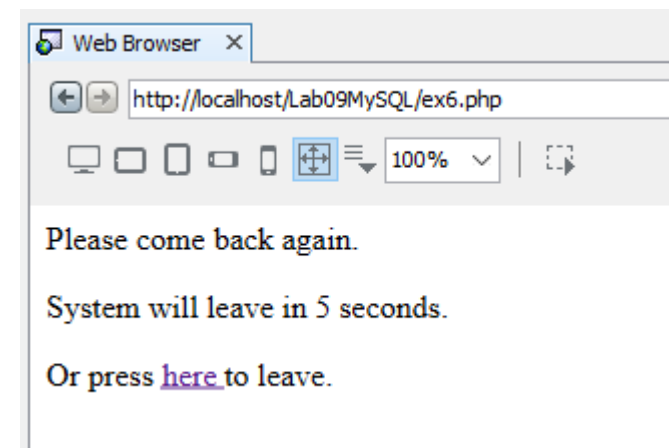 Web Browser
http://localhost/Lab09MySQL/ex6.php
100%
Please come back again.
System will leave in 5 seconds.
Or press here to leave.